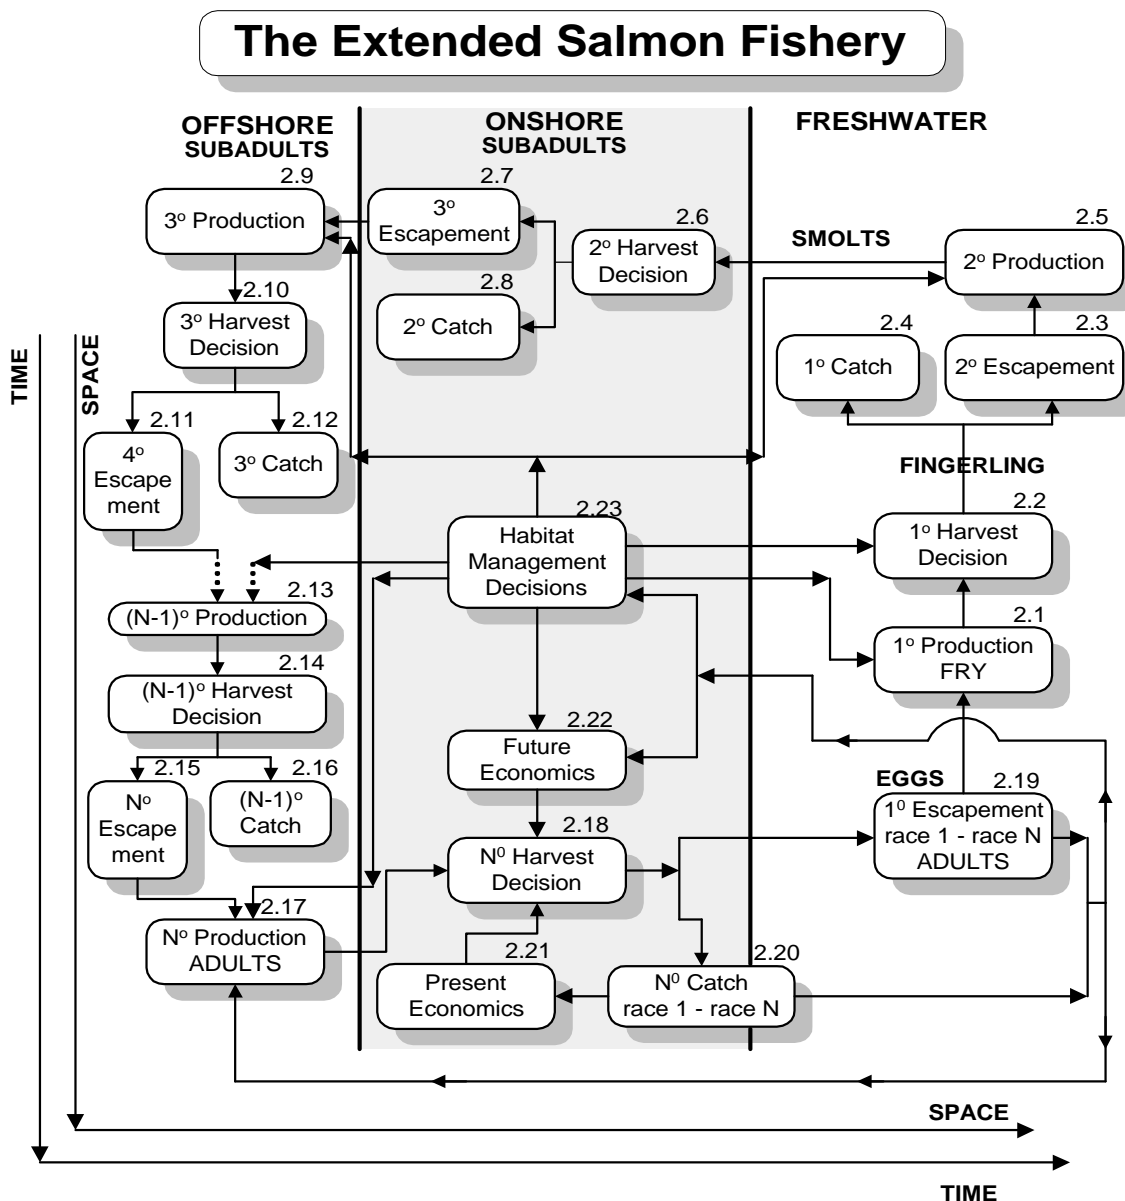 The Extended Salmon Fishery
OFFSHORE
SUBADULTS
ONSHORE
SUBADULTS
FRESHWATER
2.9
3º Production
2.7
3º
Escapement
2.6
2º Harvest
Decision
SMOLTS
2.5
2º Production
2.10
3º Harvest
Decision
2.8
2º Catch
2.4
1º Catch
2.3
2º Escapement
TIME
SPACE
2.11
4º
Escape
ment
2.12
3º Catch
FINGERLING
2.2
1º Harvest
Decision
2.23
Habitat
Management
Decisions
2.13
(N-1)º Production
2.1
1º Production
FRY
2.14
(N-1)º Harvest
Decision
2.22
Future
Economics
2.15
Nº
Escape
ment
2.16
(N-1)º
Catch
EGGS
2.19
1⁰ Escapement
race 1 - race N
ADULTS
2.18
N⁰ Harvest
Decision
2.17
Nº Production
ADULTS
2.21
Present
Economics
2.20
N⁰ Catch
race 1 - race N
SPACE
TIME